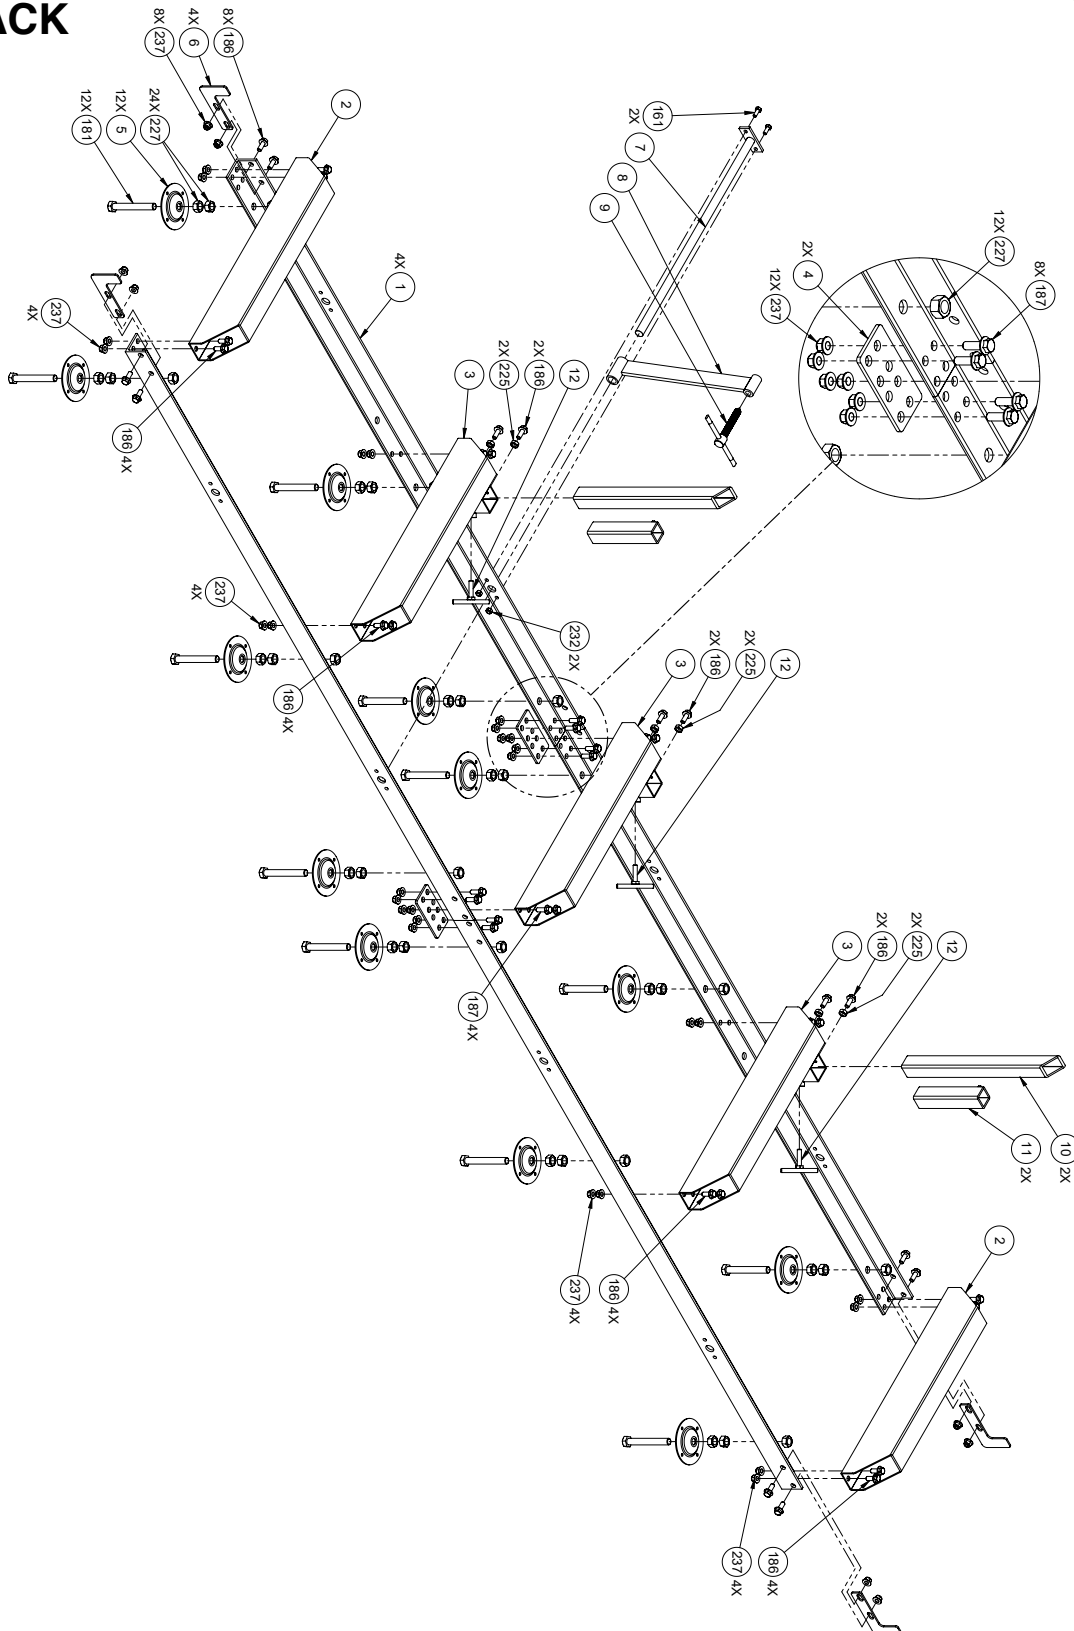 ACK
8X 237
4X 6
8X 186
2
24X 227
12X 5
12X 181
161
2X
7
8
9
12X 227
8X 187
2X 4
12X 237
4X 1
237
4X
186 4X
3
2X 225
2X 186
12
232 2X
237
4X
186 4X
3
2X 186
2X 225
12
187 4X
3
2X 186
2X 225
12
10 2X
11 2X
237 4X
186 4X
2
237 4X
186 4X